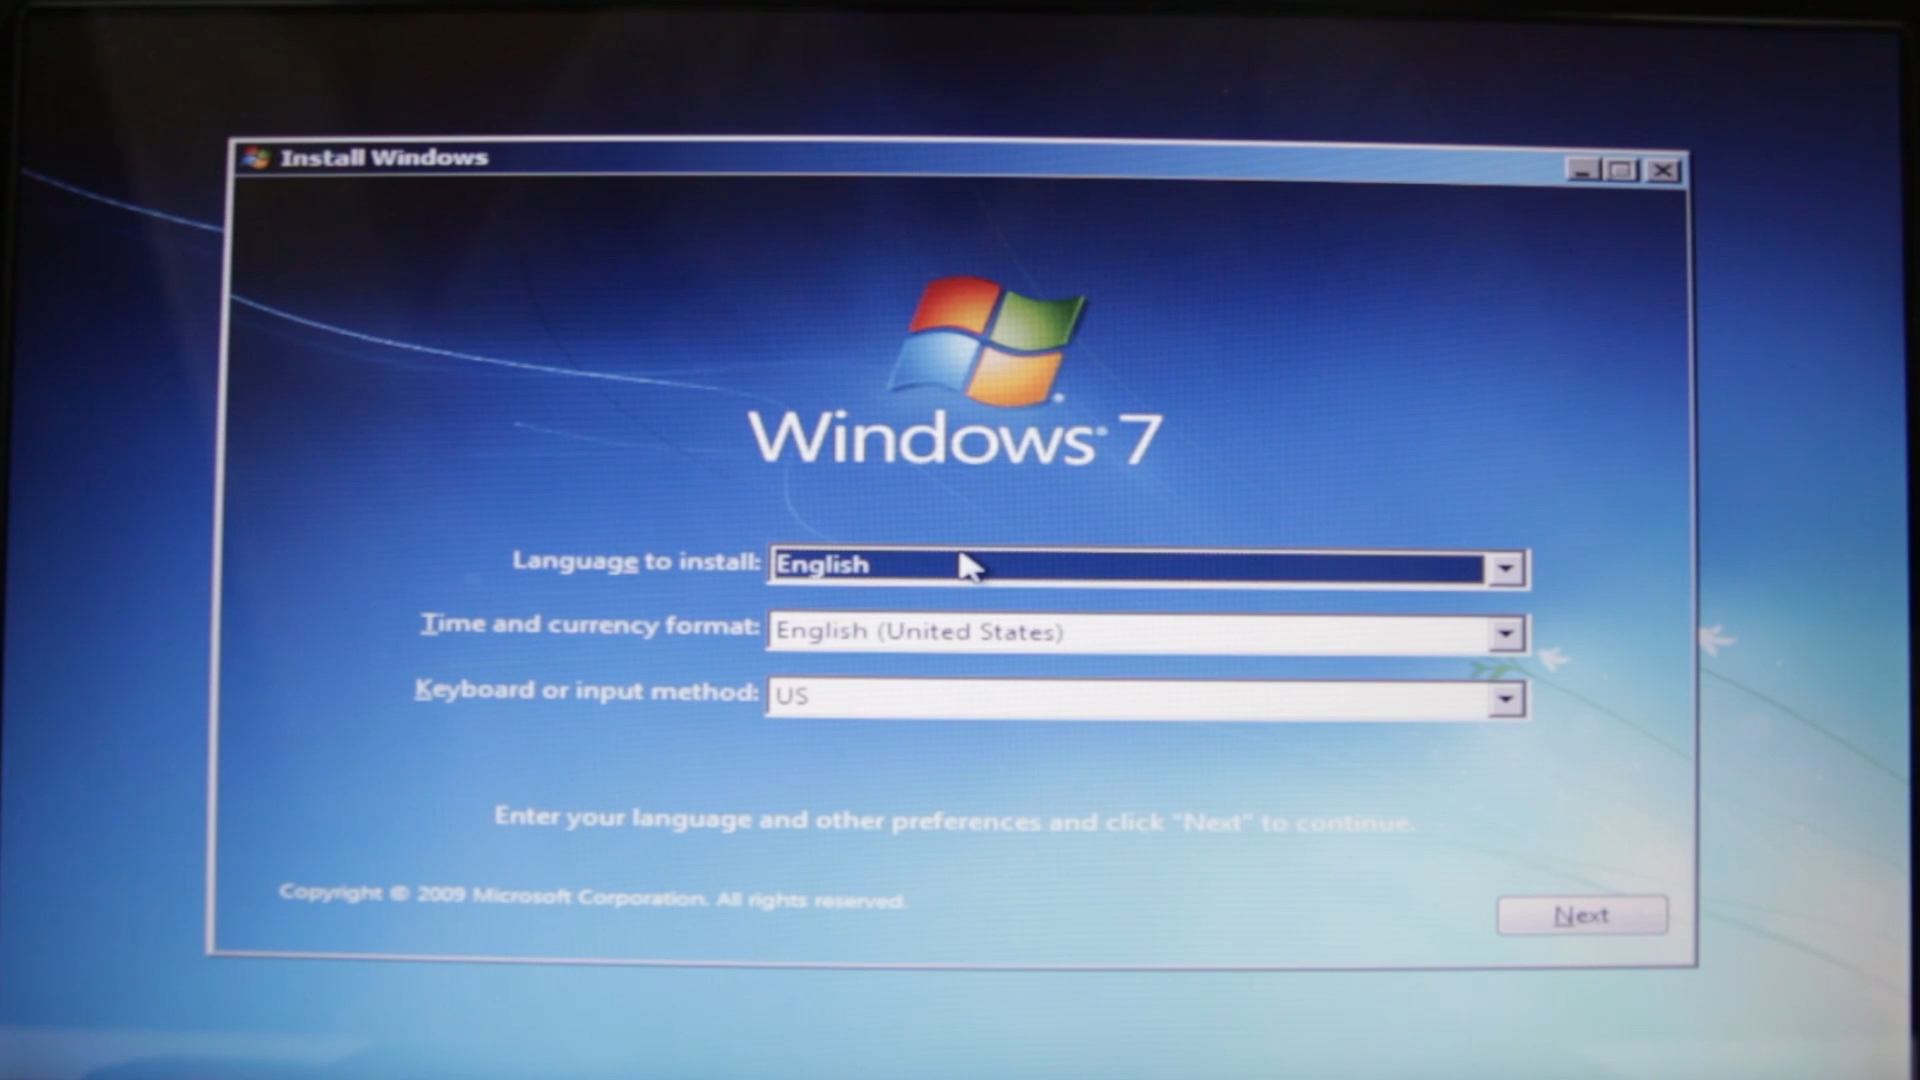 Install Windows
Windows® 7
Language to install: English
Time and currency format: English (United States)
Keyboard or input method: US
Enter your language and other preferences and click "Next" to continue.
Copyright © 2009 Microsoft Corporation. All rights reserved.
Next